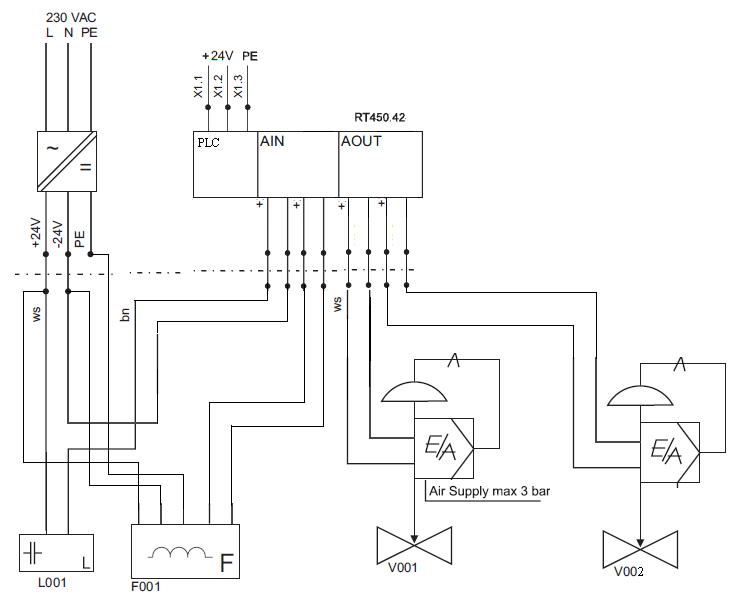 230 VAC
L N PE
+24V PE
X1.1 X1.2 X1.3
RT450.42
PLC AIN AOUT
~
=
+ + + +
+24V -24V PE
ws bn ws
E/A
E/A
Air Supply max 3 bar
L
F
L001
F001
V001
V002